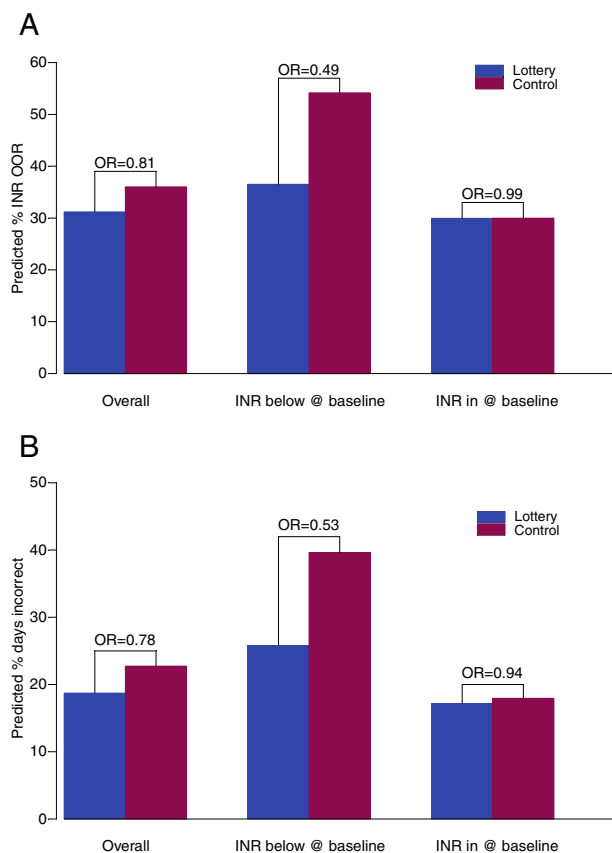 A
Predicted % INR OOR
60
50
40
30
20
10
0
Lottery
Control
OR=0.81
OR=0.49
OR=0.99
Overall
INR below @ baseline
INR in @ baseline
B
Predicted % days incorrect
50
40
30
20
10
0
Lottery
Control
OR=0.78
OR=0.53
OR=0.94
Overall
INR below @ baseline
INR in @ baseline